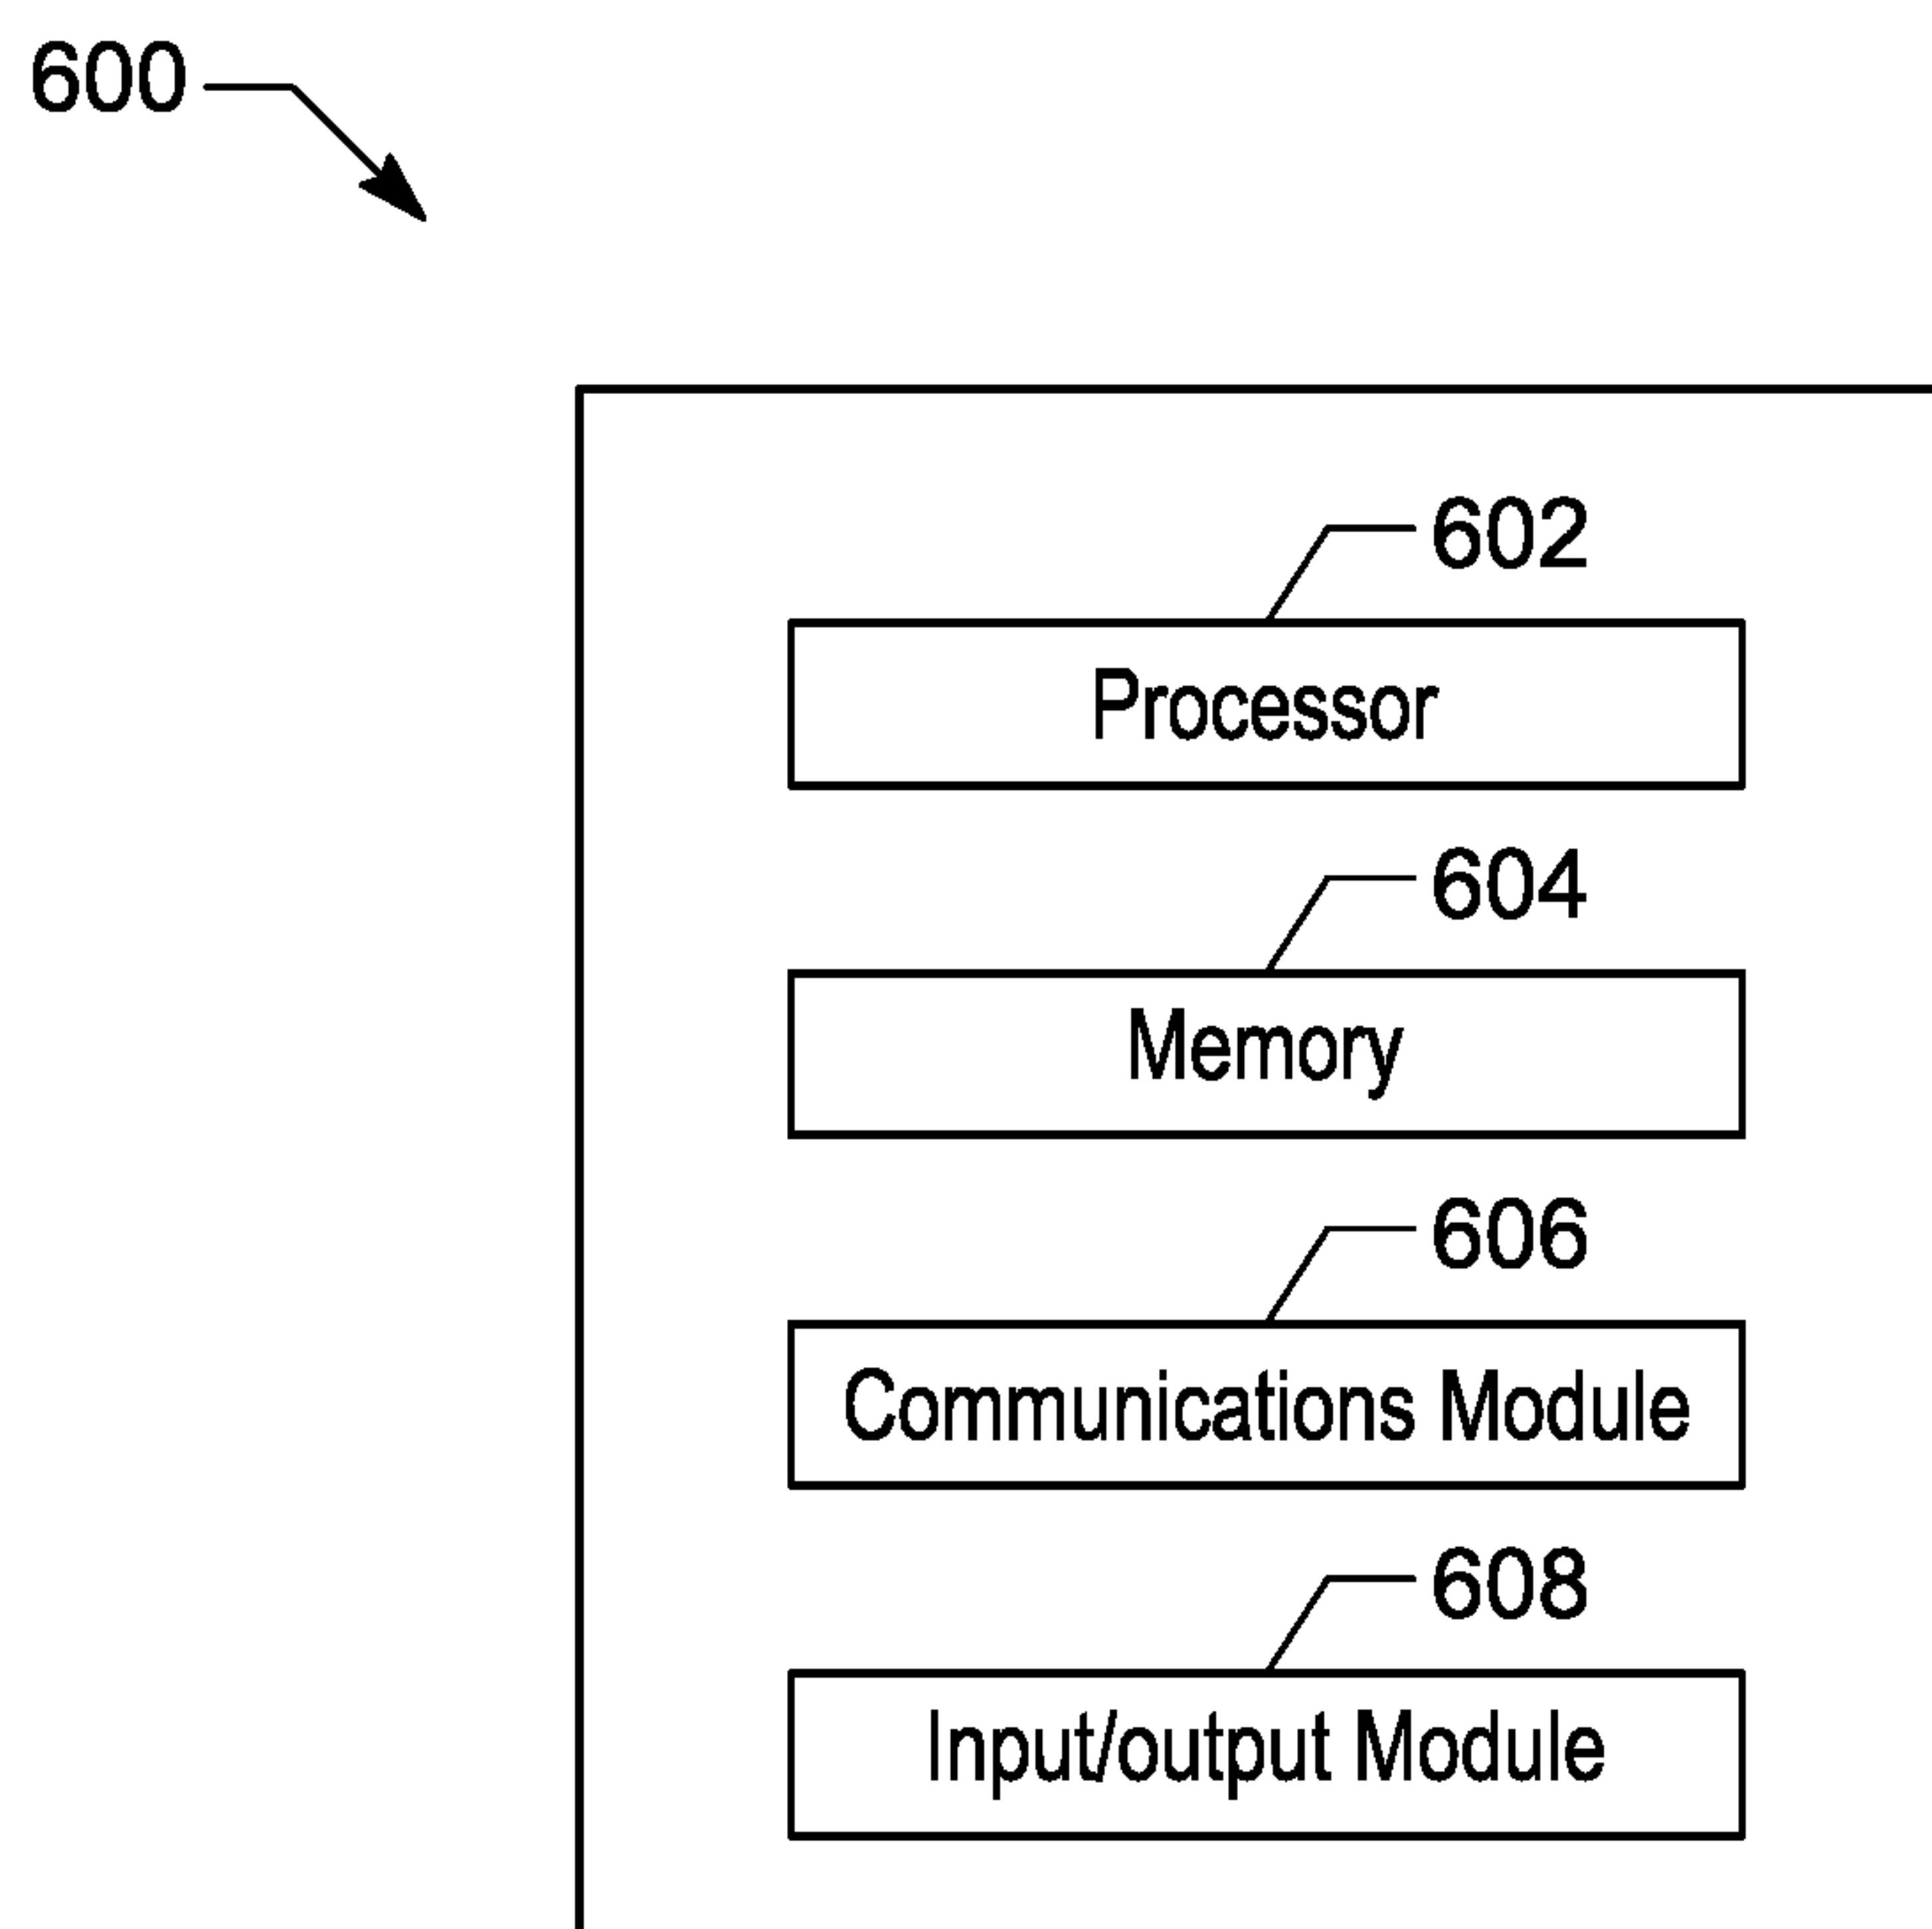 600
602
Processor
604
Memory
606
Communications Module
608
Input/output Module